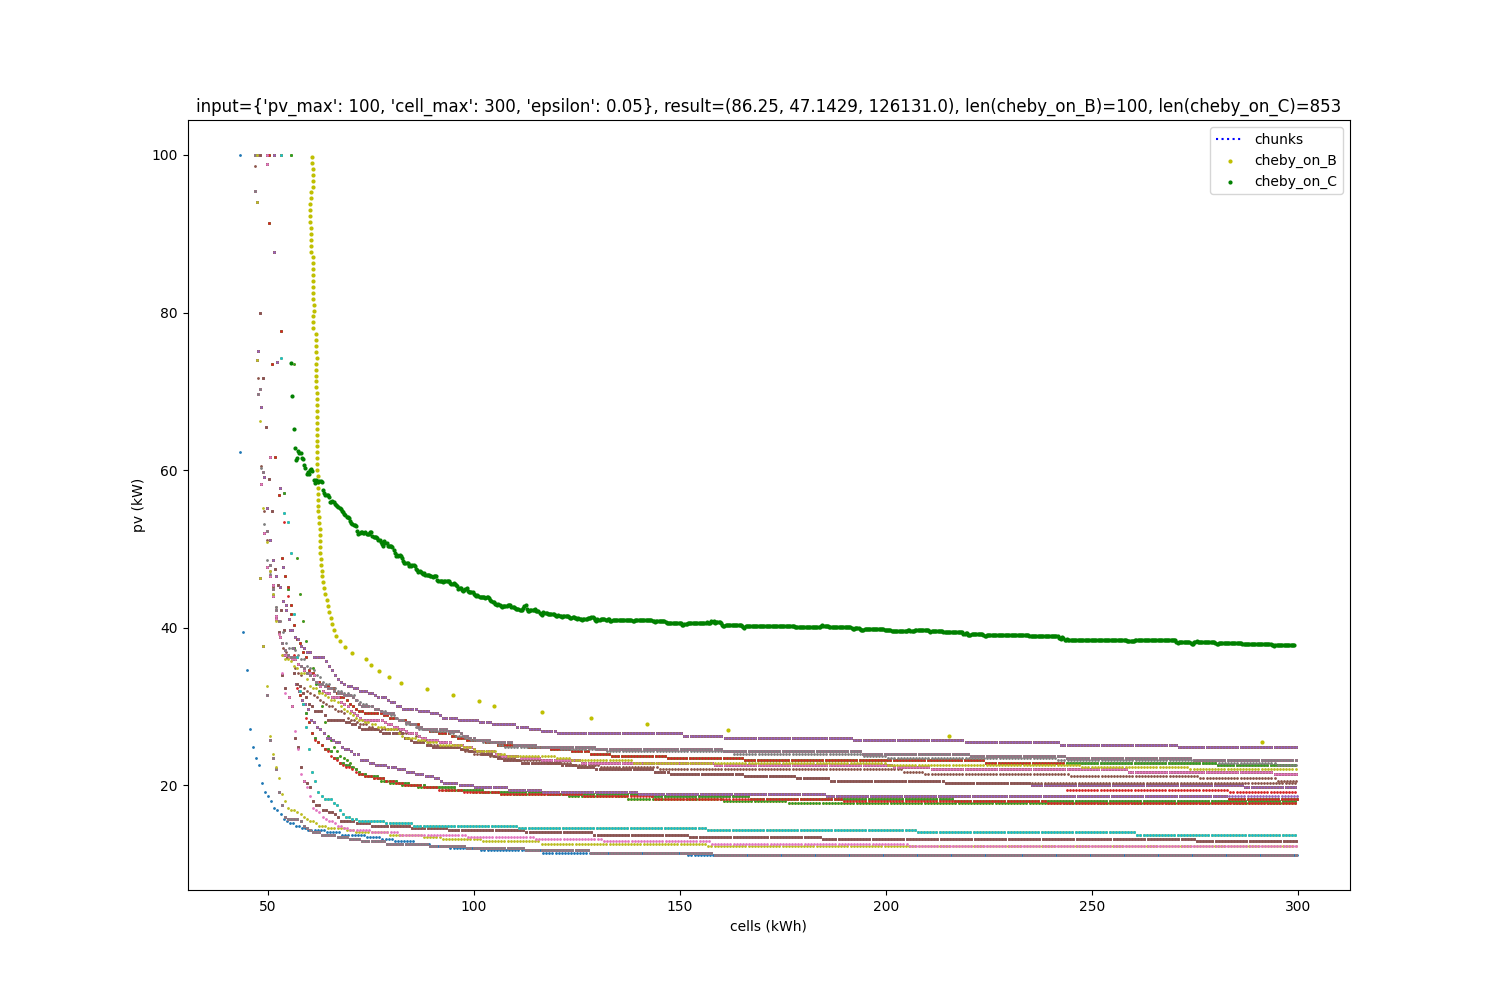 input={'pv_max': 100, 'cell_max': 300, 'epsilon': 0.05}, result=(86.25, 47.1429, 126131.0), len(cheby_on_B)=100, len(cheby_on_C)=853
chunks
cheby_on_B
cheby_on_C
100
80
60
40
20
pv (kW)
50 100 150 200 250 300
cells (kWh)